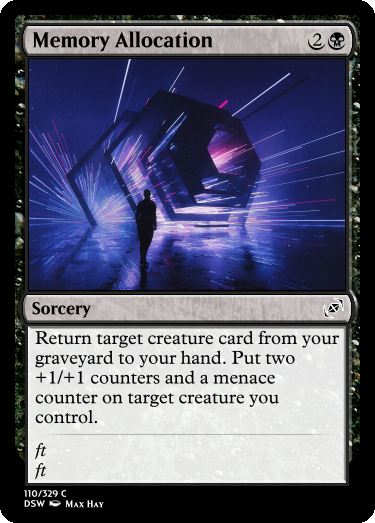 Memory Allocation 2
Sorcery
Return target creature card from your
graveyard to your hand. Put two
+1/+1 counters and a menace
counter on target creature you
control.
ft
ft
110/329 C
DSW Max Hay